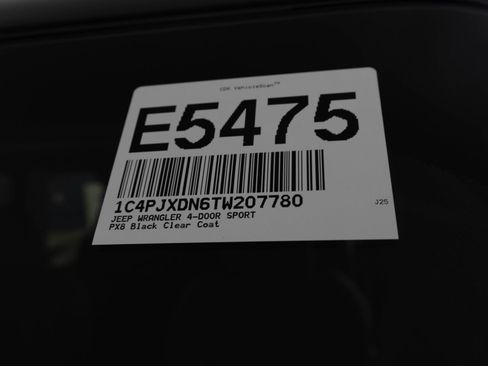 CDK VehicleScan™
E5475
1C4PJXDN6TW207780
J25
JEEP WRANGLER 4-DOOR SPORT
PX8 Black Clear Coat